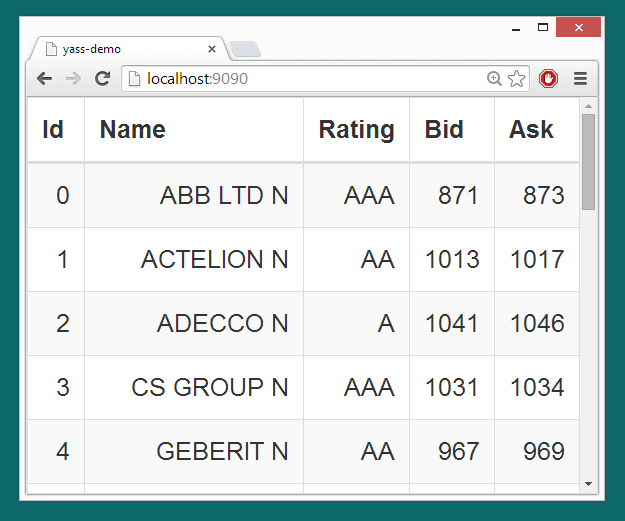 yass-demo
localhost:9090
Id Name Rating Bid Ask
0 ABB LTD N AAA 871 873
1 ACTELION N AA 1013 1017
2 ADECCO N A 1041 1046
3 CS GROUP N AAA 1031 1034
4 GEBERIT N AA 967 969